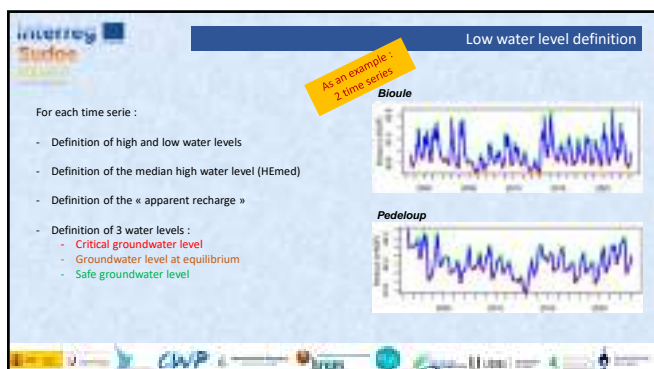 interreg
Sudoe
Low water level definition
As an example :
2 time series
For each time serie :
- Definition of high and low water levels
- Definition of the median high water level (HEmed)
- Definition of the « apparent recharge »
- Definition of 3 water levels :
- Critical groundwater level
- Groundwater level at equilibrium
- Safe groundwater level
Bioule
Pedeloup
CWP